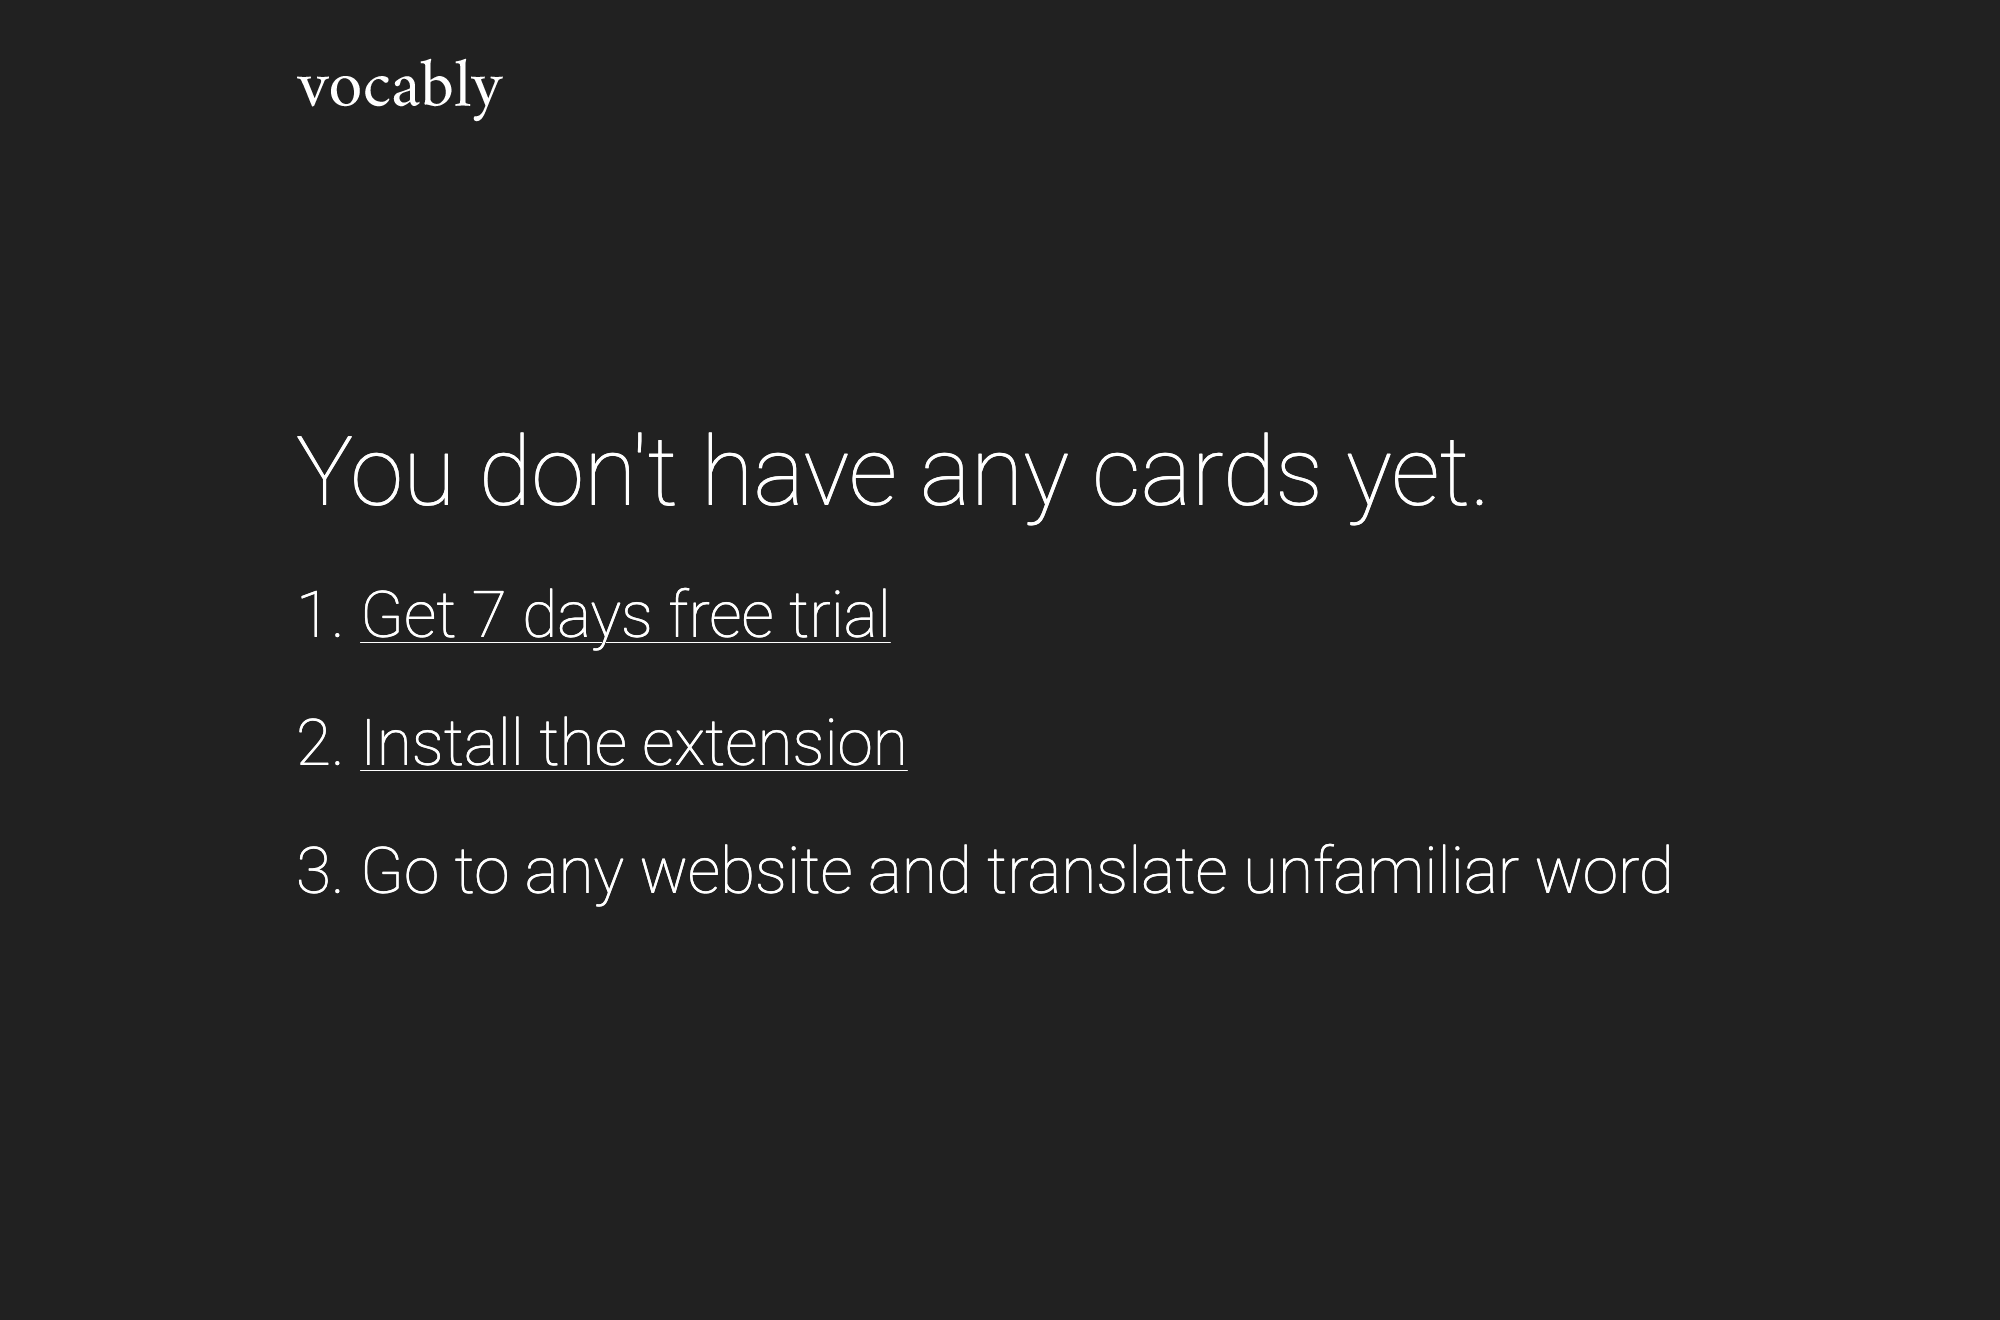 vocably
You don't have any cards yet.
1. Get 7 days free trial
2. Install the extension
3. Go to any website and translate unfamiliar word